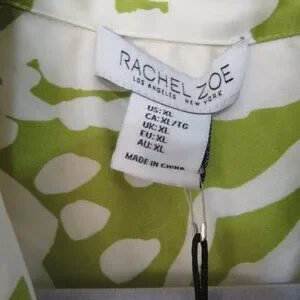 RACHEL ZOE
LOS ANGELES NEW YORK
US: XL
CA: XL/TG
UK: XL
EU: XL
AU: XL
MADE IN CHINA